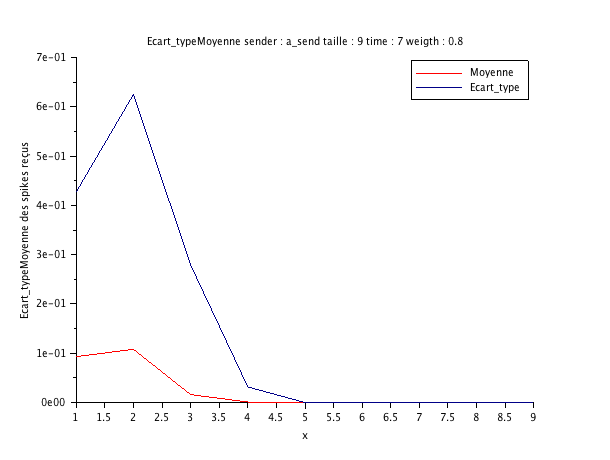 Ecart_typeMoyenne sender : a_send taille : 9 time : 7 weigth : 0.8
Moyenne
Ecart_type
Ecart_typeMoyenne des spikes reçus
7e-01
6e-01
5e-01
4e-01
3e-01
2e-01
1e-01
0e00
1 1.5 2 2.5 3 3.5 4 4.5 5 5.5 6 6.5 7 7.5 8 8.5 9
x